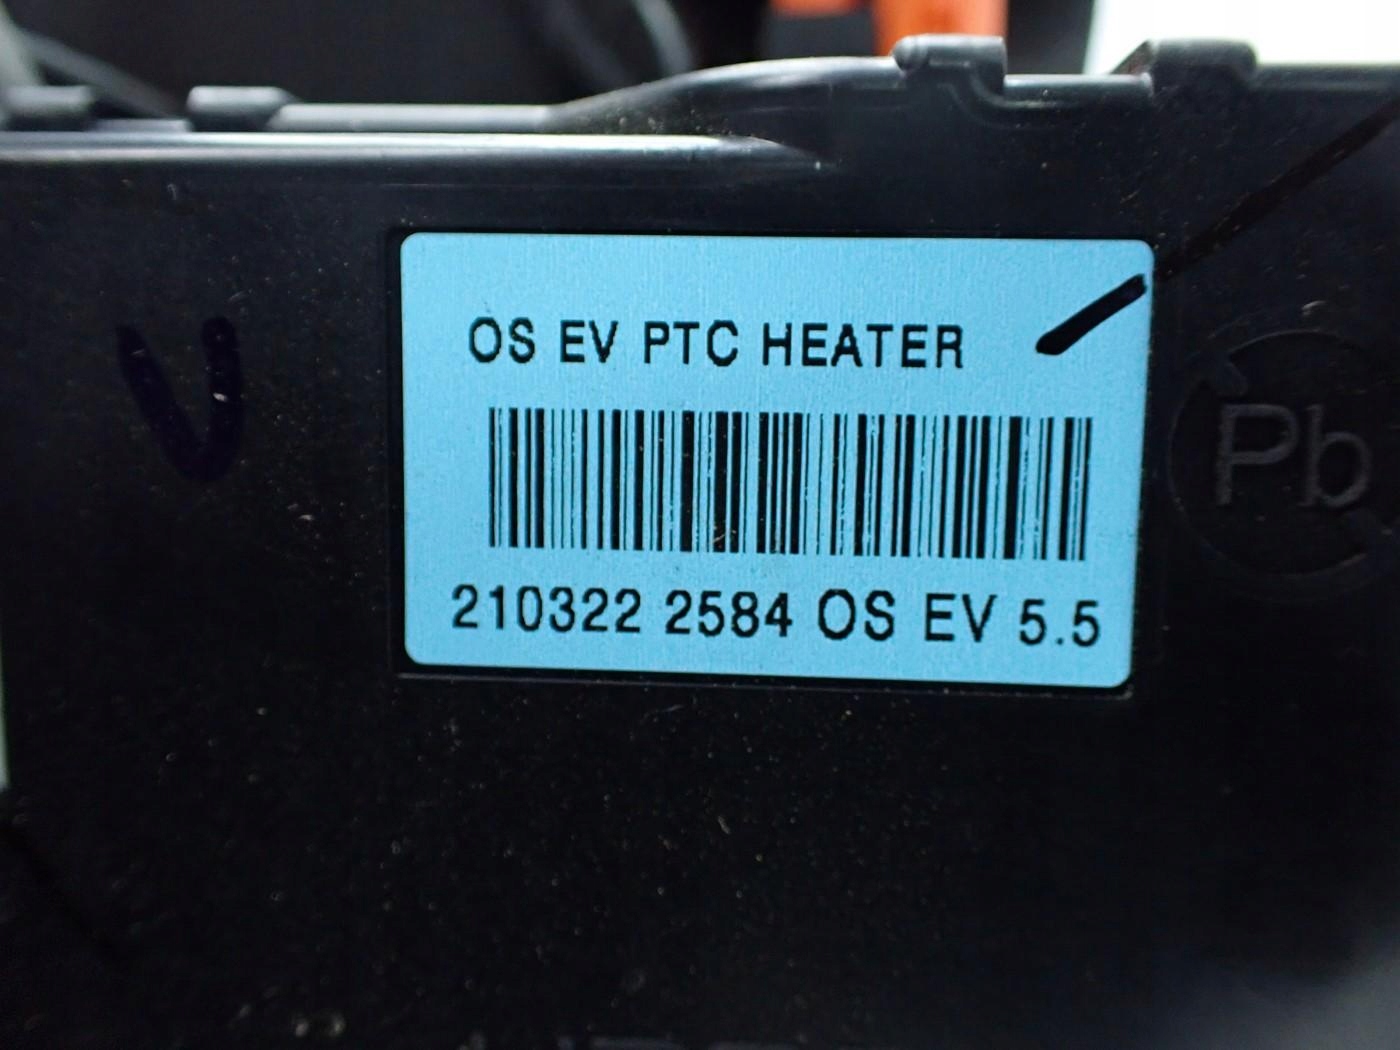 OS EV PTC HEATER
V
Pb
210322 2584 OS EV 5.5